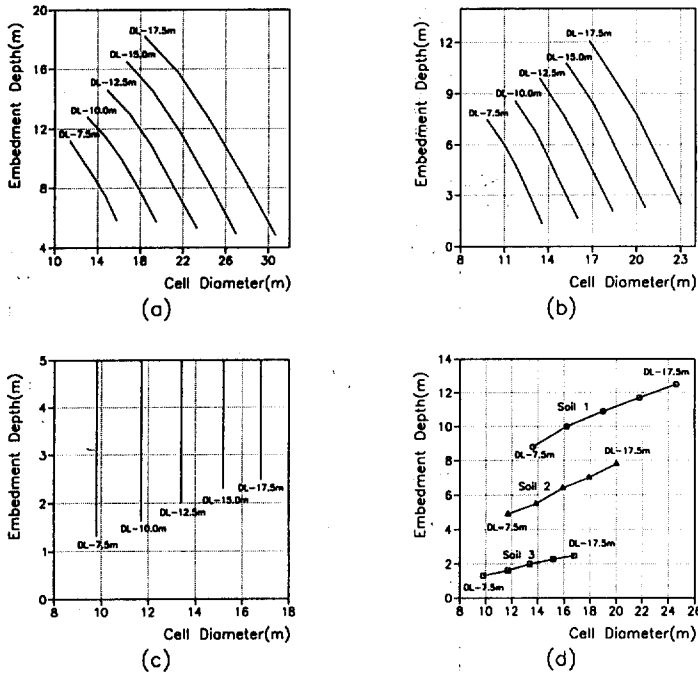 20
16
12
8
4
Embedment Depth(m)
DL-17.5m
DL-15.0m
DL-12.5m
DL-10.0m
DL-7.5m
10 14 18 22 26 30
Cell Diameter(m)
(a)
12
9
6
3
0
Embedment Depth(m)
DL-17.5m
DL-15.0m
DL-12.5m
DL-10.0m
DL-7.5m
8 11 14 17 20 23
Cell Diameter(m)
(b)
5
4
3
2
1
0
Embedment Depth(m)
DL-17.5m
DL-15.0m
DL-12.5m
DL-10.0m
DL-7.5m
8 10 12 14 16 18
Cell Diameter(m)
(c)
14
12
10
8
6
4
2
0
Embedment Depth(m)
DL-17.5m
Soil 1
DL-7.5m
DL-17.5m
Soil 2
DL-7.5m
Soil 3
DL-17.5m
DL-7.5m
8 10 12 14 16 18 20 22 24 26
Cell Diameter(m)
(d)